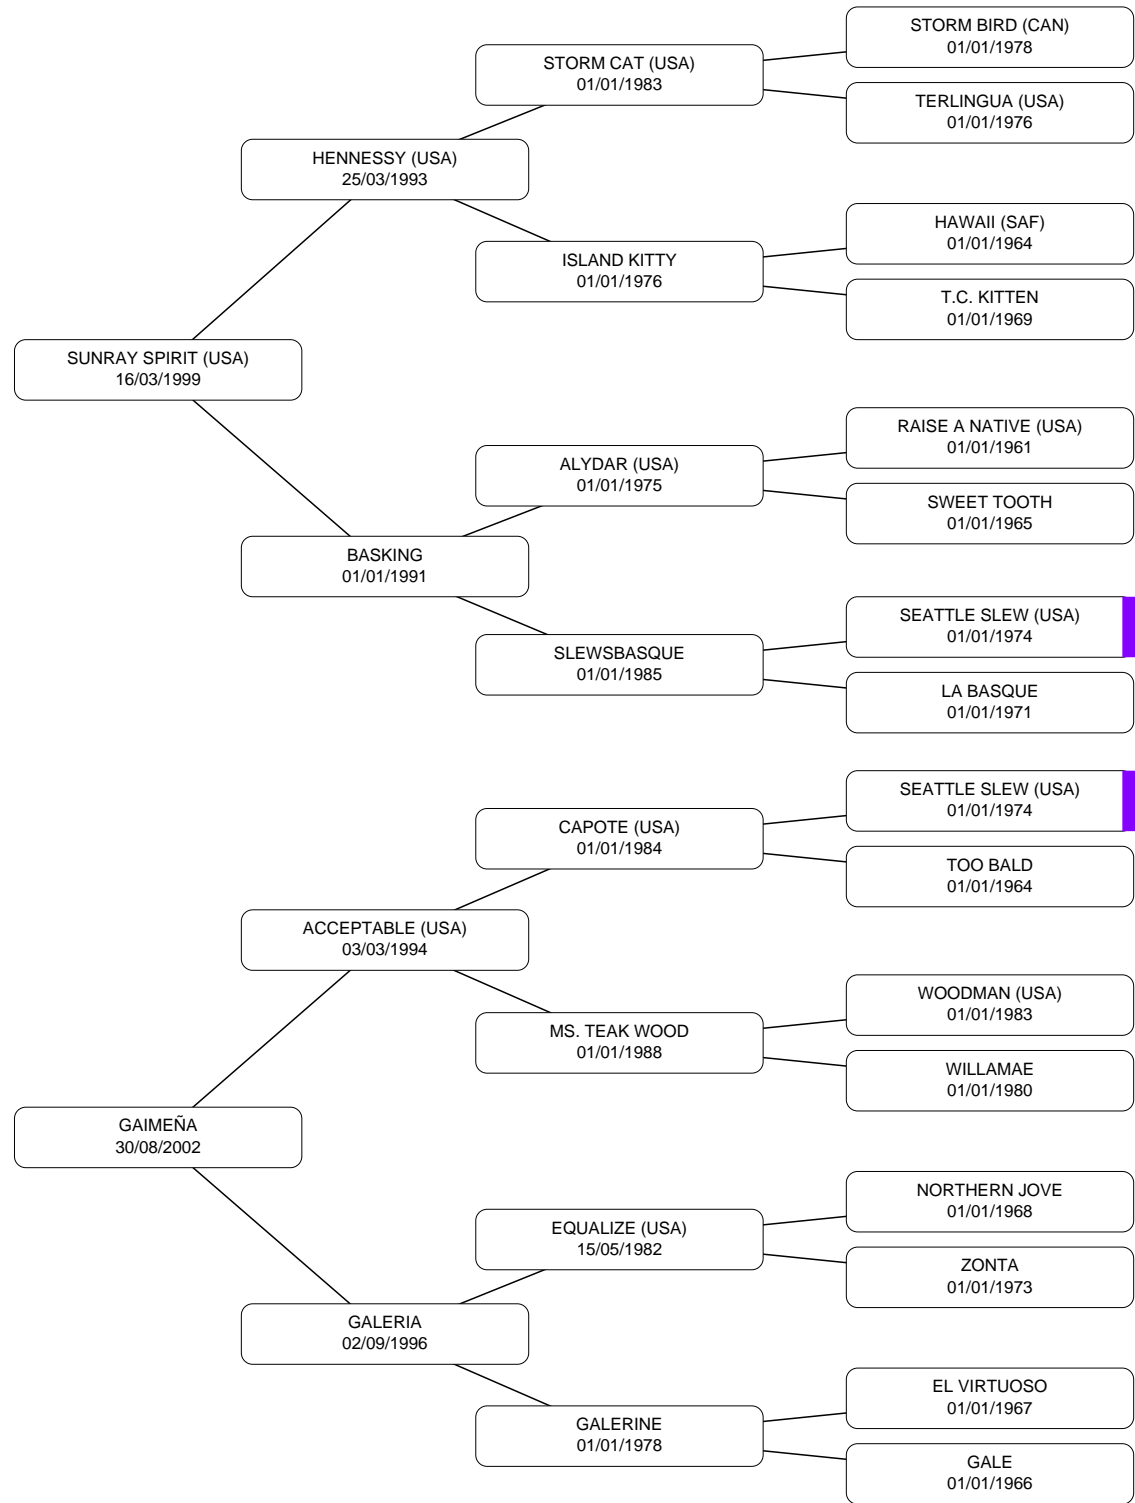 STORM BIRD (CAN)
01/01/1978
STORM CAT (USA)
01/01/1983
TERLINGUA (USA)
01/01/1976
HENNESSY (USA)
25/03/1993
HAWAII (SAF)
01/01/1964
ISLAND KITTY
01/01/1976
T.C. KITTEN
01/01/1969
SUNRAY SPIRIT (USA)
16/03/1999
RAISE A NATIVE (USA)
01/01/1961
ALYDAR (USA)
01/01/1975
SWEET TOOTH
01/01/1965
BASKING
01/01/1991
SEATTLE SLEW (USA)
01/01/1974
SLEWSBASQUE
01/01/1985
LA BASQUE
01/01/1971
SEATTLE SLEW (USA)
01/01/1974
CAPOTE (USA)
01/01/1984
TOO BALD
01/01/1964
ACCEPTABLE (USA)
03/03/1994
WOODMAN (USA)
01/01/1983
MS. TEAK WOOD
01/01/1988
WILLAMAE
01/01/1980
GAIMEÑA
30/08/2002
NORTHERN JOVE
01/01/1968
EQUALIZE (USA)
15/05/1982
ZONTA
01/01/1973
GALERIA
02/09/1996
EL VIRTUOSO
01/01/1967
GALERINE
01/01/1978
GALE
01/01/1966